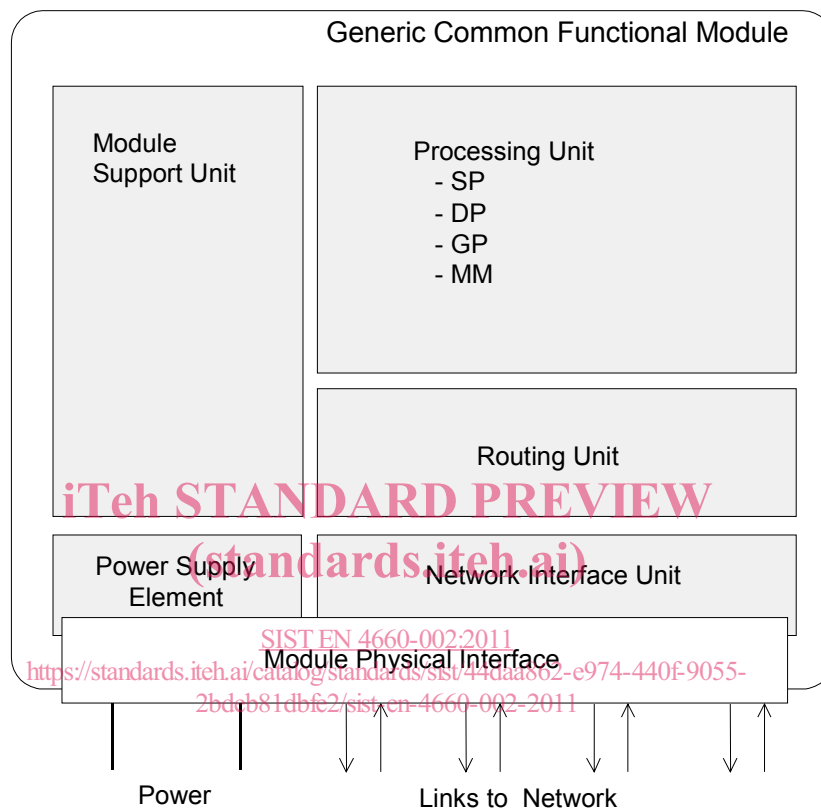 Generic Common Functional Module
Module
Support Unit
Processing Unit
- SP
- DP
- GP
- MM
Routing Unit
iTeh STANDARD PREVIEW
(standards.iteh.ai)
Power Supply
Element
Network Interface Unit
SIST EN 4660-002:2011
Module Physical Interface
https://standards.iteh.ai/catalog/standards/sist/44daa862-e974-440f-9055-
2bdcb81dbfe2/sist-en-4660-002-2011
Power
Links to Network